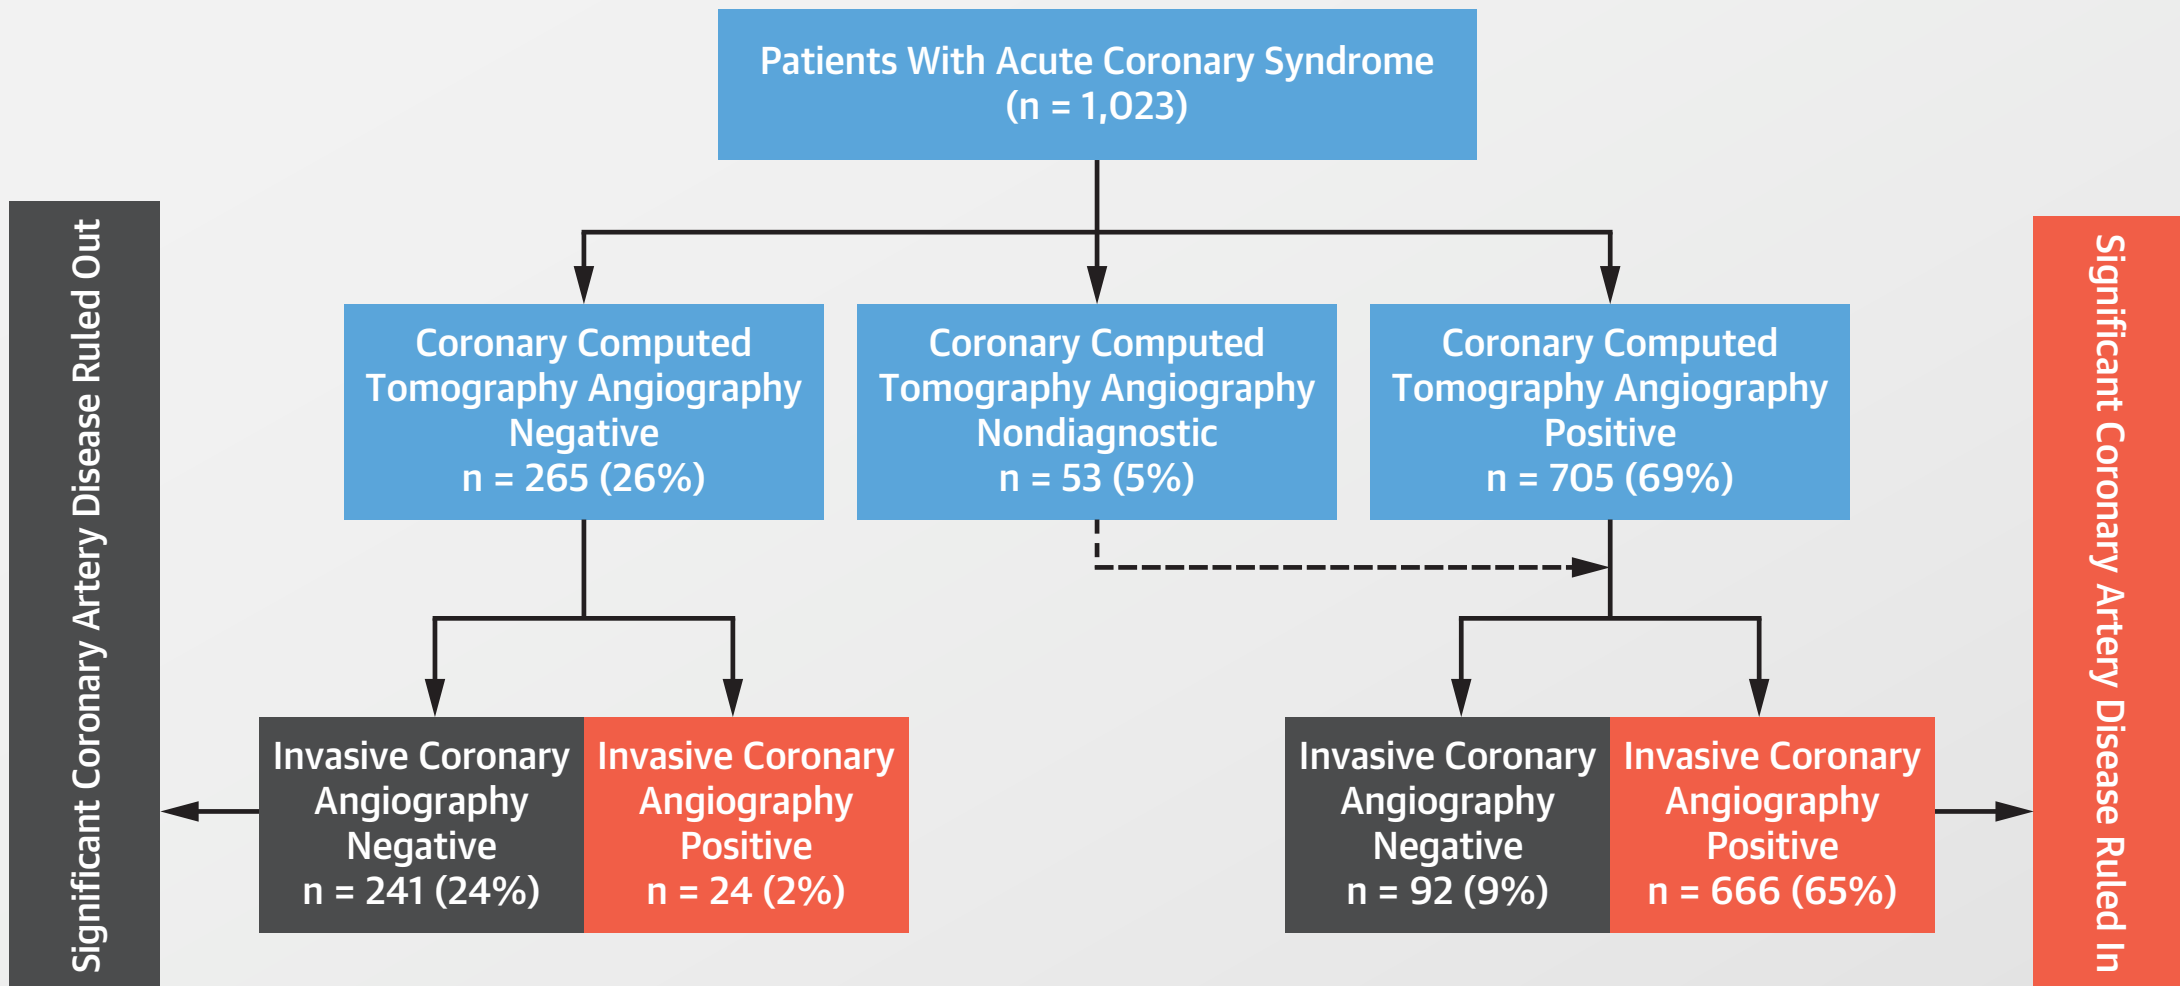 Patients With Acute Coronary Syndrome
(n = 1,023)
Significant Coronary Artery Disease Ruled Out
Coronary Computed
Tomography Angiography
Negative
n = 265 (26%)
Coronary Computed
Tomography Angiography
Nondiagnostic
n = 53 (5%)
Coronary Computed
Tomography Angiography
Positive
n = 705 (69%)
Significant Coronary Artery Disease Ruled In
Invasive Coronary
Angiography
Negative
n = 241 (24%)
Invasive Coronary
Angiography
Positive
n = 24 (2%)
Invasive Coronary
Angiography
Negative
n = 92 (9%)
Invasive Coronary
Angiography
Positive
n = 666 (65%)